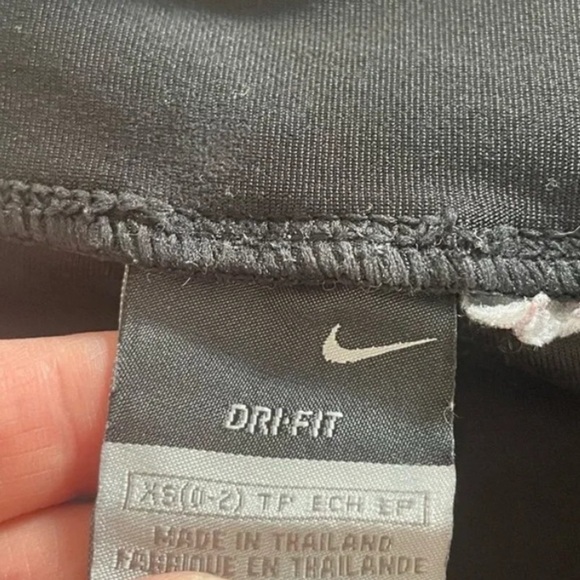 DRI-FIT
XS(0-2) TP ECH EP
MADE IN THAILAND
FABRIQUE EN THAILANDE